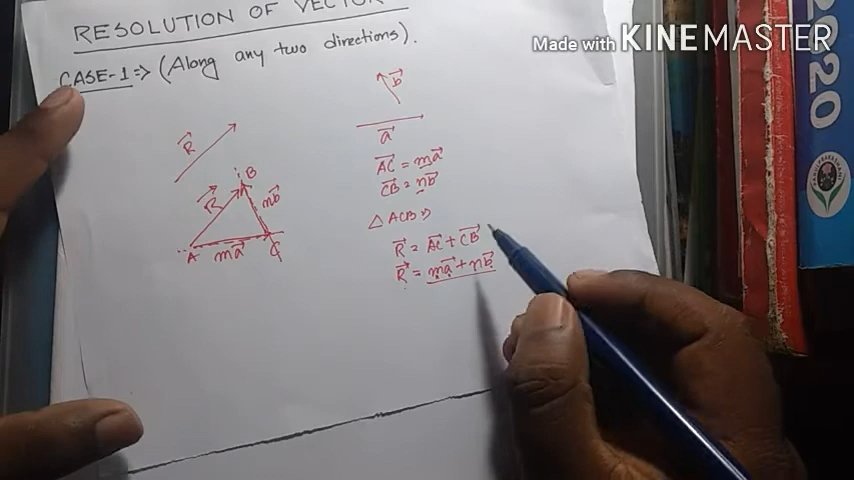 RESOLUTION OF VECTOR
CASE-1 => (Along any two directions).
Made with KINEMASTER
2020
R⃗
b⃗
a⃗
AC⃗ = ma⃗
CB⃗ = nb⃗
B
R⃗
nb⃗
A
ma⃗
C
△ ACB ⇒
R⃗ = AC⃗ + CB⃗
R⃗ = ma⃗ + nb⃗